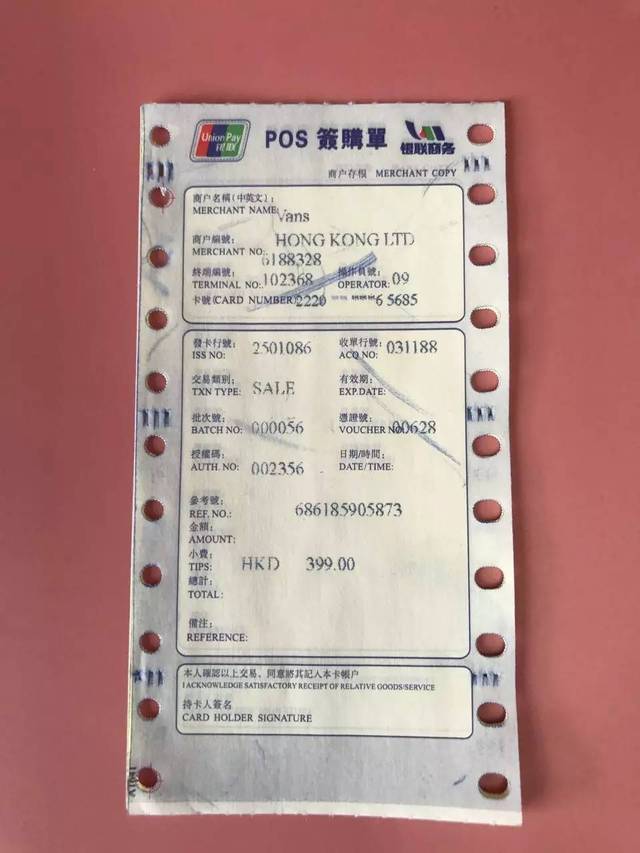 UnionPay
银联
POS 簽購單
银联商务
商户存根 MERCHANT COPY
商户名稱(中英文):
MERCHANT NAME: Vans
商户編號: HONG KONG LTD
MERCHANT NO: 6188328
終端編號: 操作員號:
TERMINAL NO.: 102368 OPERATOR: 09
卡號(CARD NUMBER) 2220 6 5685
發卡行號: 收單行號:
ISS NO: 2501086 ACQ NO: 031188
交易類別: 有效期:
TXN TYPE: SALE EXP.DATE:
批次號: 憑證號:
BATCH NO: 000056 VOUCHER NO: 00628
授權碼: 日期/時間:
AUTH. NO: 002356 DATE/TIME:
參考號:
REF. NO.: 686185905873
金額:
AMOUNT:
小費:
TIPS: HKD 399.00
總計:
TOTAL:
備注:
REFERENCE:
本人確認以上交易、同意將其記入本卡帳户
I ACKNOWLEDGE SATISFACTORY RECEIPT OF RELATIVE GOODS/SERVICE
持卡人簽名
CARD HOLDER SIGNATURE